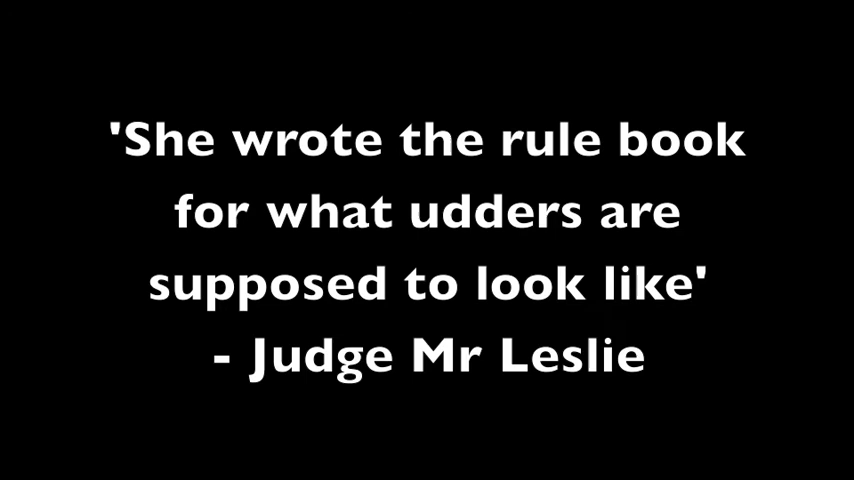 'She wrote the rule book
for what udders are
supposed to look like'
- Judge Mr Leslie